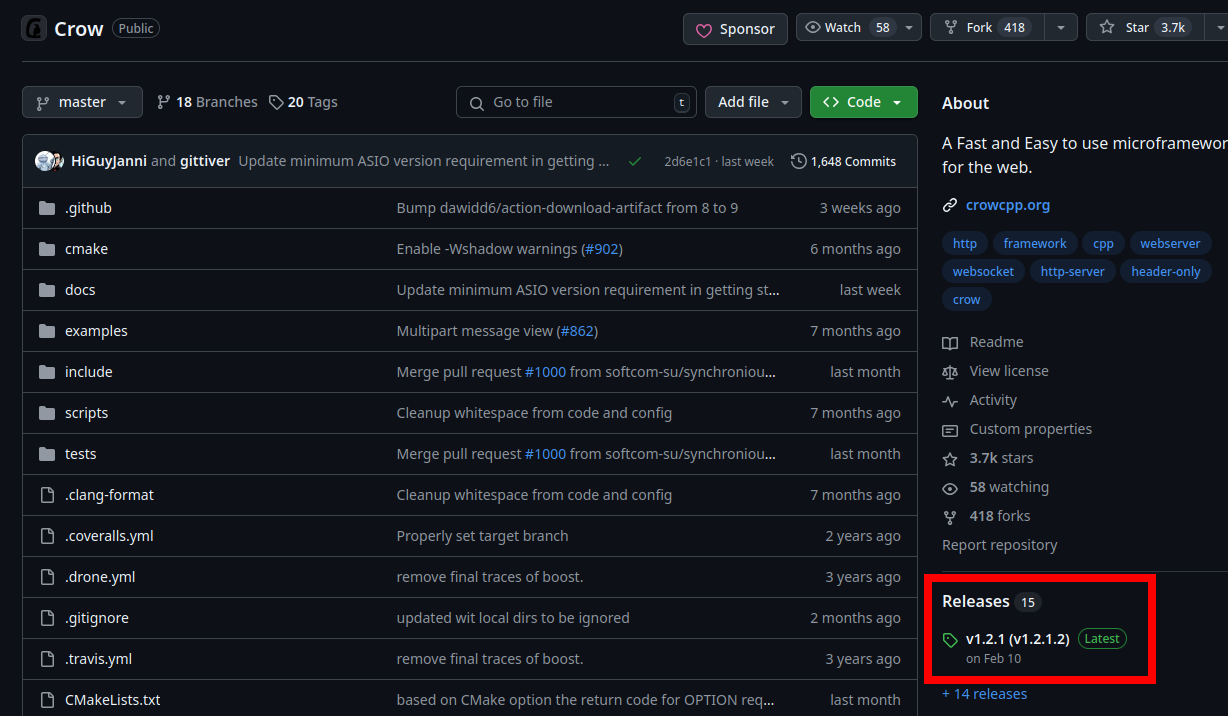 Crow Public Sponsor Watch 58 Fork 418 Star 3.7k
master 18 Branches 20 Tags Go to file t Add file <> Code
HiGuyJanni and gittiver Update minimum ASIO version requirement in getting ... 2d6e1c1 · last week 1,648 Commits
.github Bump dawidd6/action-download-artifact from 8 to 9 3 weeks ago
cmake Enable -Wshadow warnings (#902) 6 months ago
docs Update minimum ASIO version requirement in getting st... last week
examples Multipart message view (#862) 7 months ago
include Merge pull request #1000 from softcom-su/synchroniou... last month
scripts Cleanup whitespace from code and config 7 months ago
tests Merge pull request #1000 from softcom-su/synchroniou... last month
.clang-format Cleanup whitespace from code and config 7 months ago
.coveralls.yml Properly set target branch 2 years ago
.drone.yml remove final traces of boost. 3 years ago
.gitignore updated wit local dirs to be ignored 2 months ago
.travis.yml remove final traces of boost. 3 years ago
CMakeLists.txt based on CMake option the return code for OPTION req... last month
About
A Fast and Easy to use microframewor
for the web.
crowcpp.org
http framework cpp webserver
websocket http-server header-only
crow
Readme
View license
Activity
Custom properties
3.7k stars
58 watching
418 forks
Report repository
Releases 15
v1.2.1 (v1.2.1.2) Latest
on Feb 10
+ 14 releases